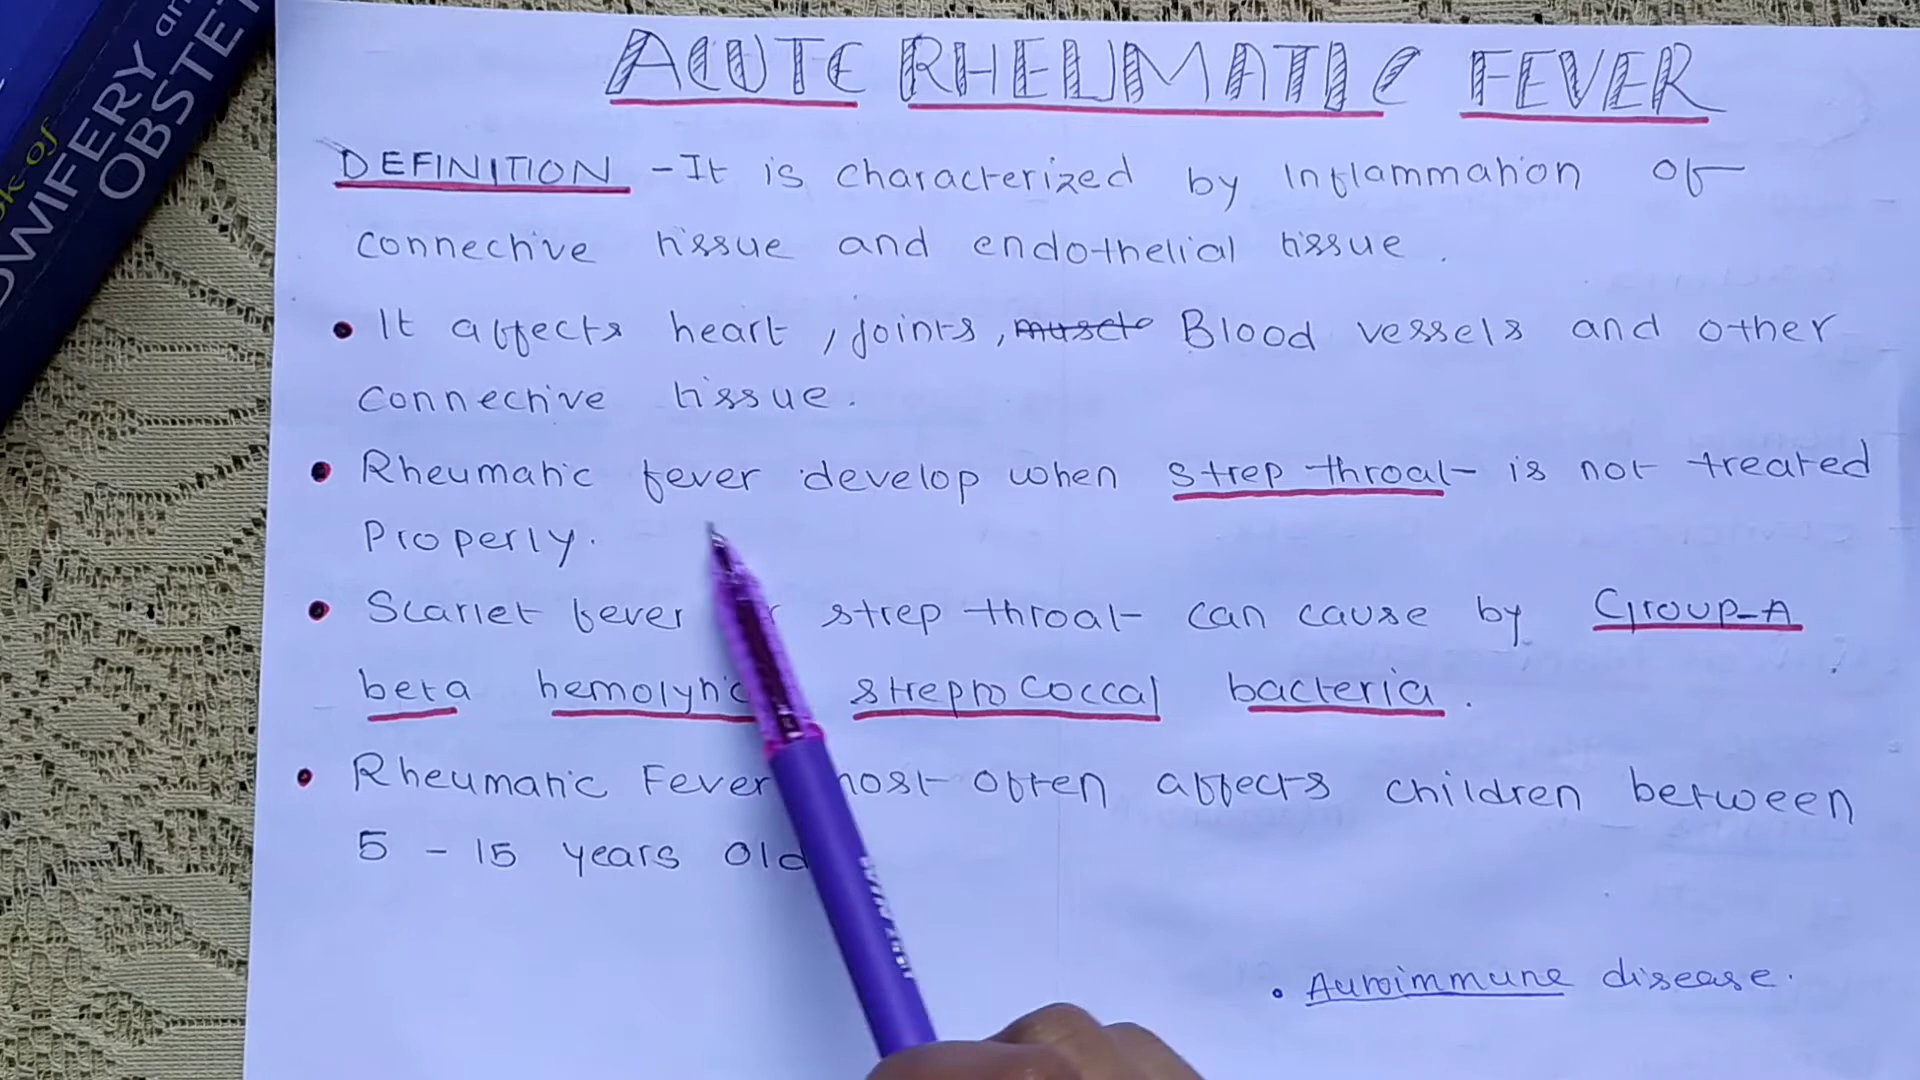 ACUTE RHEUMATIC FEVER
DEFINITION - It is characterized by Inflammation of
connective tissue and endothelial tissue.
• It affects heart, joints, muscle Blood vessels and other
connective tissue.
• Rheumatic fever develop when strep throat is not treated
Properly.
• Scarlet fever strep throat can cause by Group-A
beta hemolytic streptococcal bacteria.
• Rheumatic Fever most often affects children between
5 - 15 years old
• Autoimmune disease.
MIDWIFERY and
OBSTE